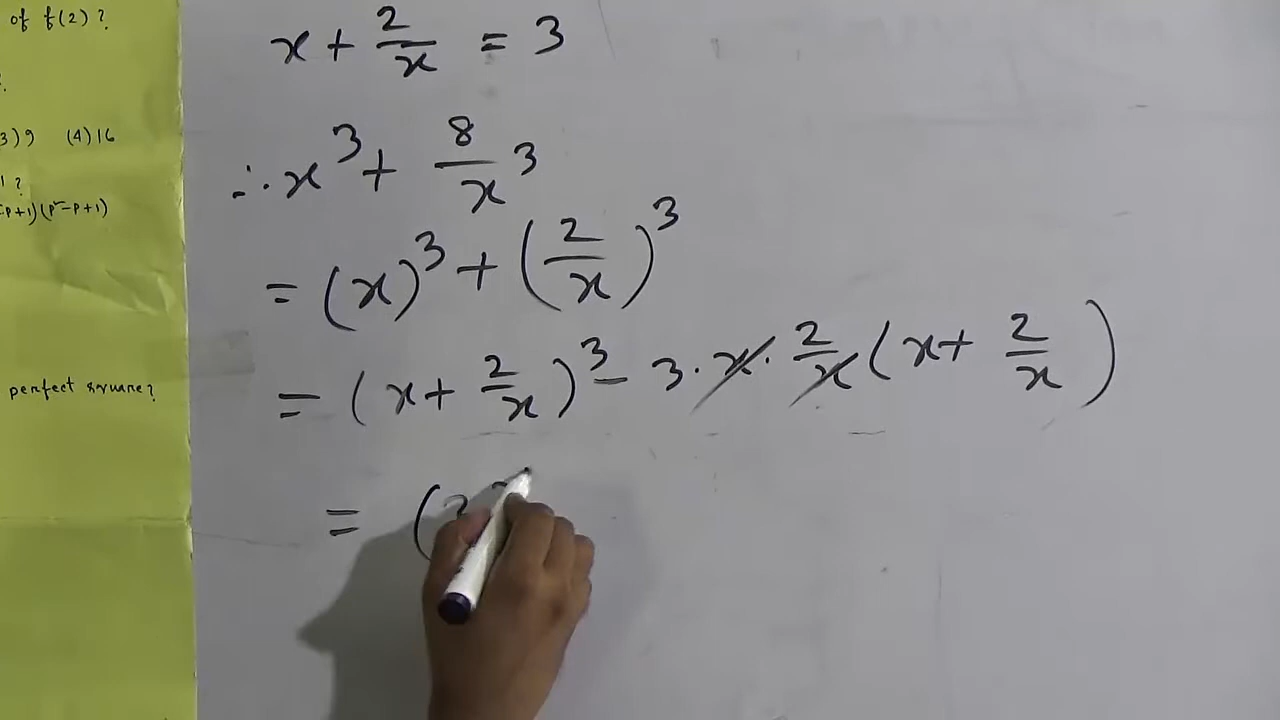 of f(2)?
3) 9 (4) 16
1 ?
-p+1)(p²-p+1)
perfect square?
x + 2/x = 3
∴ x³ + 8/x³
= (x)³ + (2/x)³
= (x + 2/x)³ - 3 . x . 2/x (x + 2/x)
= (3